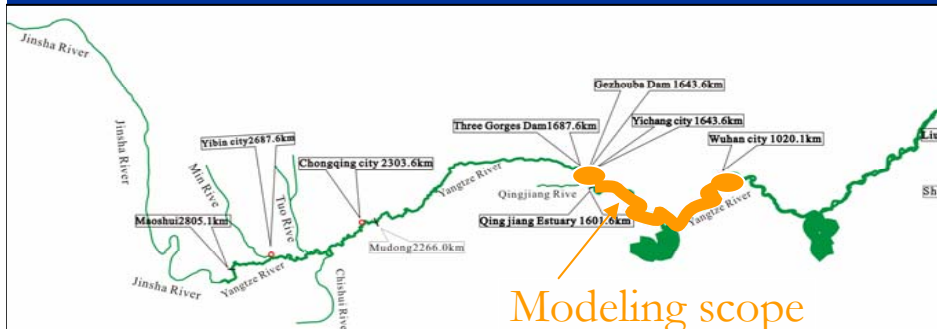 Jinsha River
Jinsha River
Jinsha River
Maoshui2805.1km
Min Rive
Yibin city2687.6km
Tuo Rive
Yangtze River
Chishui River
Chongqing city 2303.6km
Mudong2266.0km
Yangtze River
Three Gorges Dam1687.6km
Gezhouba Dam 1643.6km
Yichang city 1643.6km
Wuhan city 1020.1km
Qingjiang Rive
Qing jiang Estuary 1601.6km
Yangtze River
Modeling scope
Sh